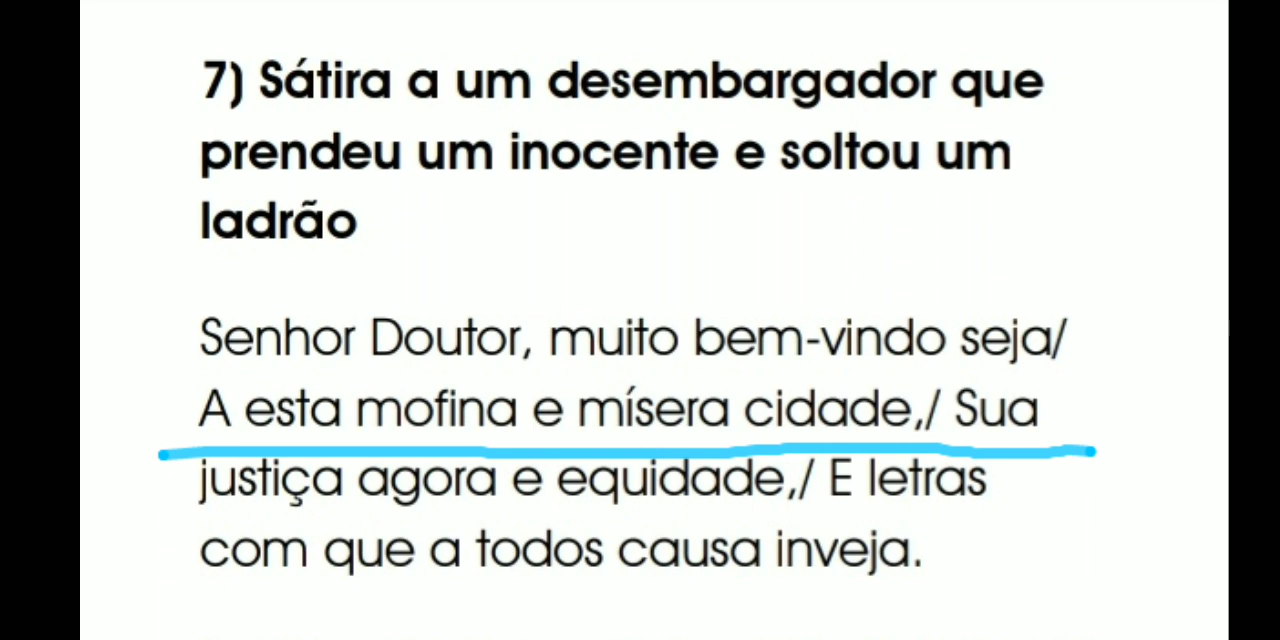 7) Sátira a um desembargador que
prendeu um inocente e soltou um
ladrão
Senhor Doutor, muito bem-vindo seja/
A esta mofina e mísera cidade,/ Sua
justiça agora e equidade,/ E letras
com que a todos causa inveja.